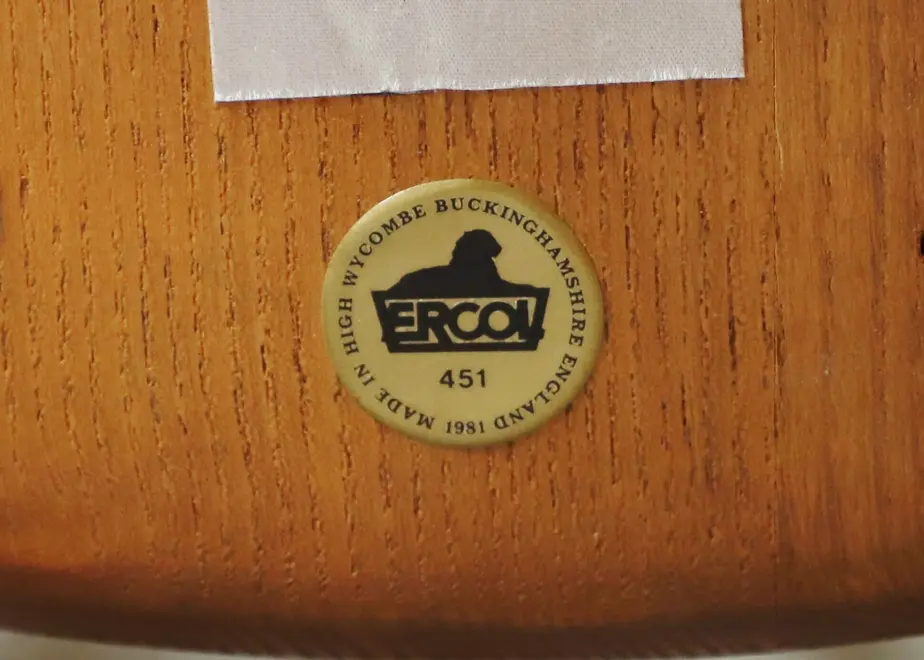 MADE IN HIGH WYCOMBE BUCKINGHAMSHIRE ENGLAND
ERCOL
451
1981